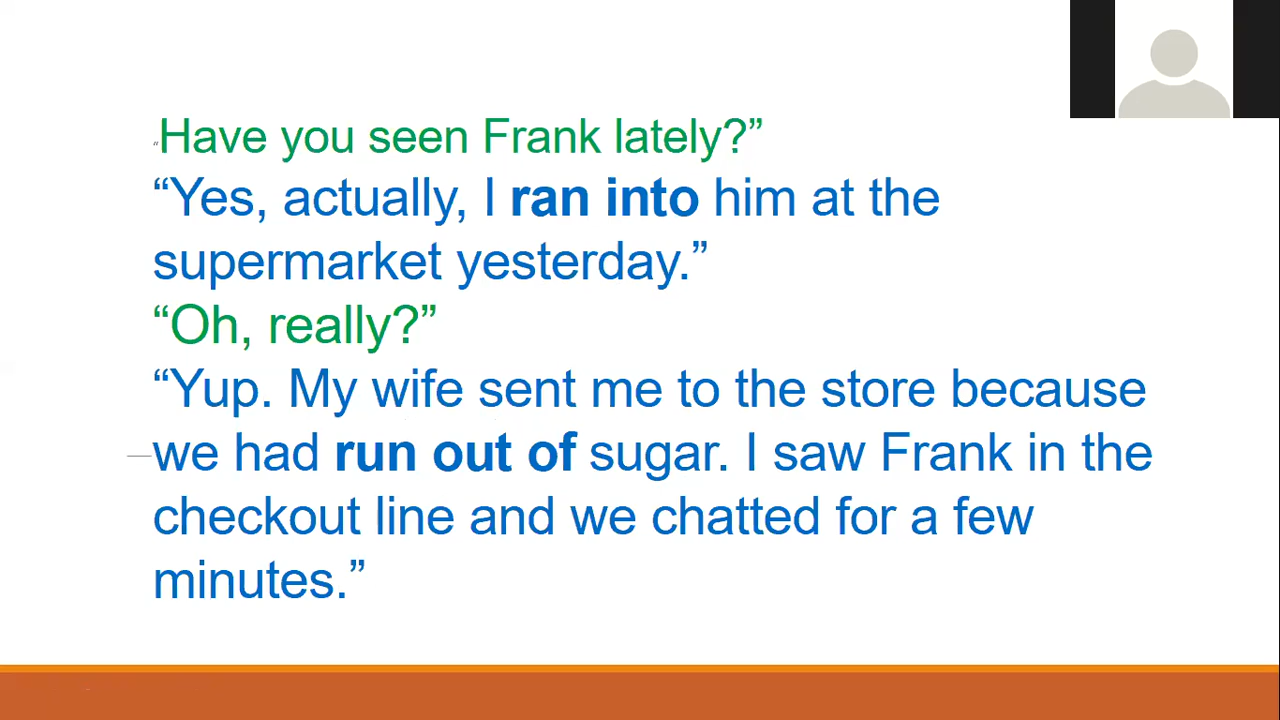 “Have you seen Frank lately?”
“Yes, actually, I ran into him at the
supermarket yesterday.”
“Oh, really?”
“Yup. My wife sent me to the store because
we had run out of sugar. I saw Frank in the
checkout line and we chatted for a few
minutes.”